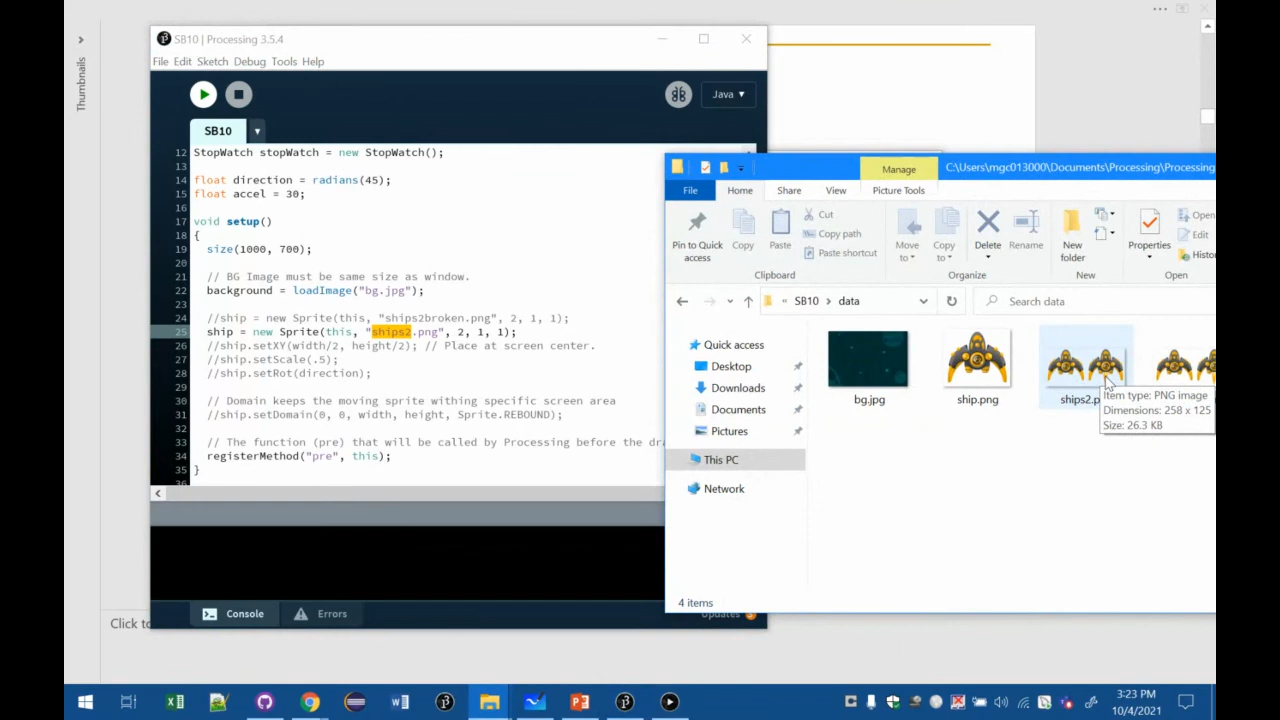 Thumbnails
SB10 | Processing 3.5.4
File Edit Sketch Debug Tools Help
Java ▾
SB10
12 StopWatch stopWatch = new StopWatch();
13
14 float direction = radians(45);
15 float accel = 30;
16
17 void setup()
18 {
19 size(1000, 700);
20
21 // BG Image must be same size as window.
22 background = loadImage("bg.jpg");
23
24 //ship = new Sprite(this, "ships2broken.png", 2, 1, 1);
25 ship = new Sprite(this, "ships2.png", 2, 1, 1);
26 //ship.setXY(width/2, height/2); // Place at screen center.
27 //ship.setScale(.5);
28 //ship.setRot(direction);
29
30 // Domain keeps the moving sprite withing specific screen area
31 //ship.setDomain(0, 0, width, height, Sprite.REBOUND);
32
33 // The function (pre) that will be called by Processing before the dra
34 registerMethod("pre", this);
35 }
36
Console
Errors
Updates
Click to
Manage
C:\Users\mgc013000\Documents\Processing\Processing
File Home Share View Picture Tools
Pin to Quick access
Copy
Paste
Cut
Copy path
Paste shortcut
Clipboard
Move to
Copy to
Delete
Rename
Organize
New folder
New
Properties
Open
Edit
Histor
Open
« SB10 › data
Search data
Quick access
Desktop
Downloads
Documents
Pictures
This PC
Network
bg.jpg
ship.png
ships2.p
Item type: PNG image
Dimensions: 258 x 125
Size: 26.3 KB
4 items
3:23 PM
10/4/2021